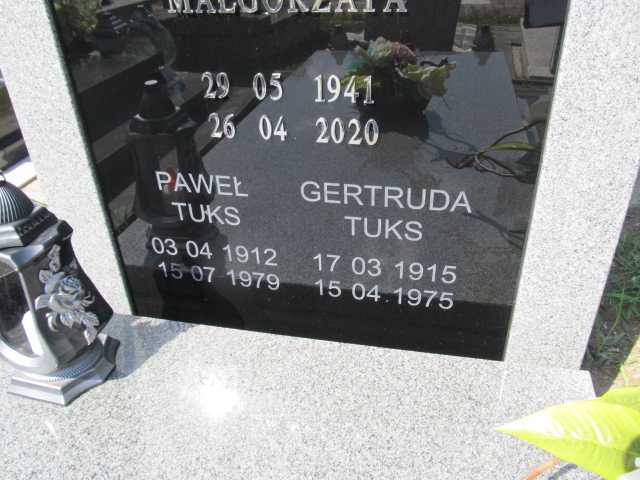 MAŁGORZATA
29 05 1941
26 04 2020
PAWEŁ
TUKS
03 04 1912
15 07 1979
GERTRUDA
TUKS
17 03 1915
15 04 1975